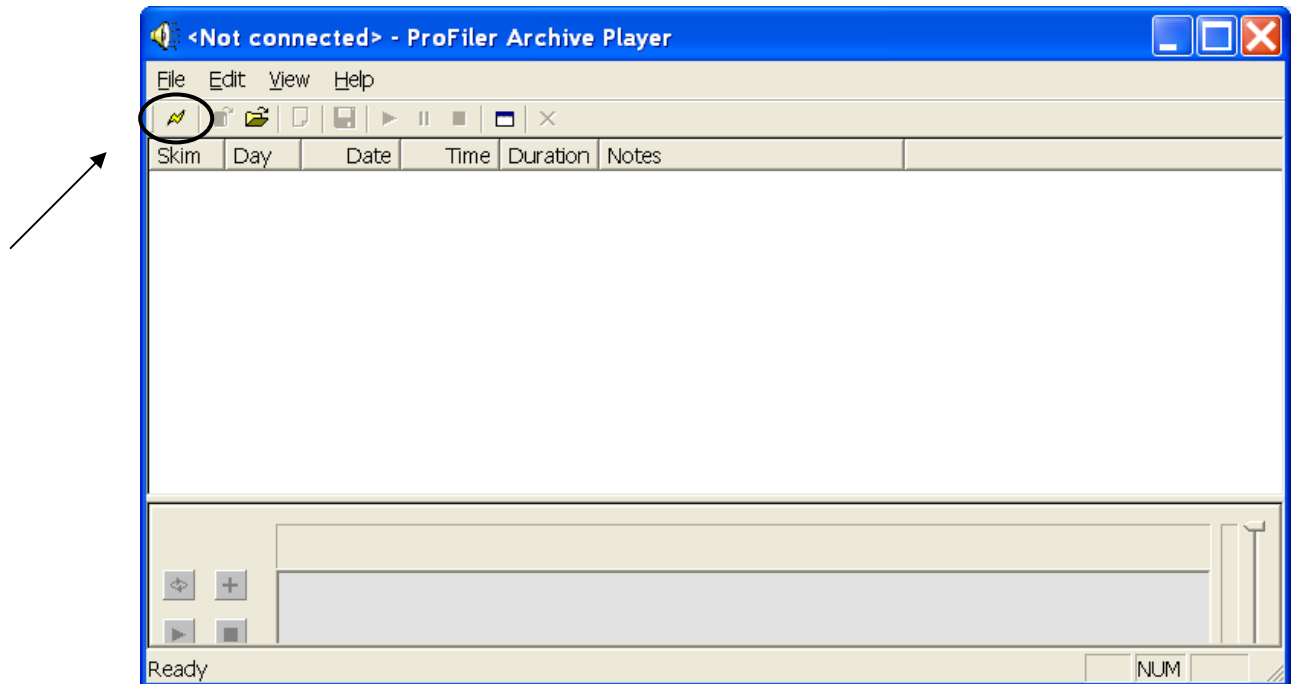 <Not connected> - ProFiler Archive Player
File Edit View Help
Skim Day Date Time Duration Notes
Ready NUM